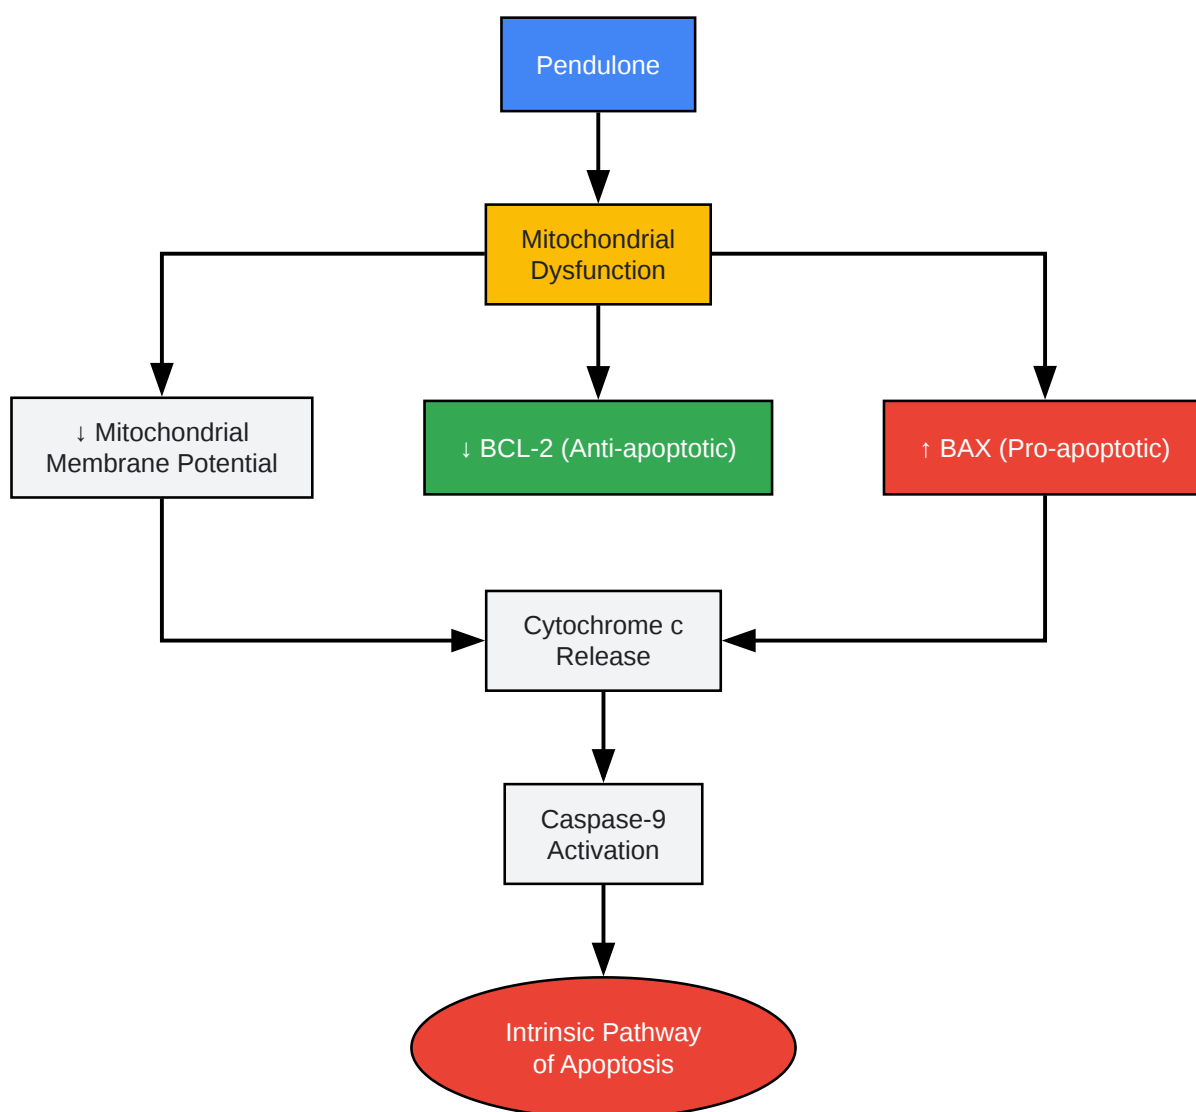 Pendulone
Mitochondrial
Dysfunction
↓ Mitochondrial
Membrane Potential
↓ BCL-2 (Anti-apoptotic)
↑ BAX (Pro-apoptotic)
Cytochrome c
Release
Caspase-9
Activation
Intrinsic Pathway
of Apoptosis